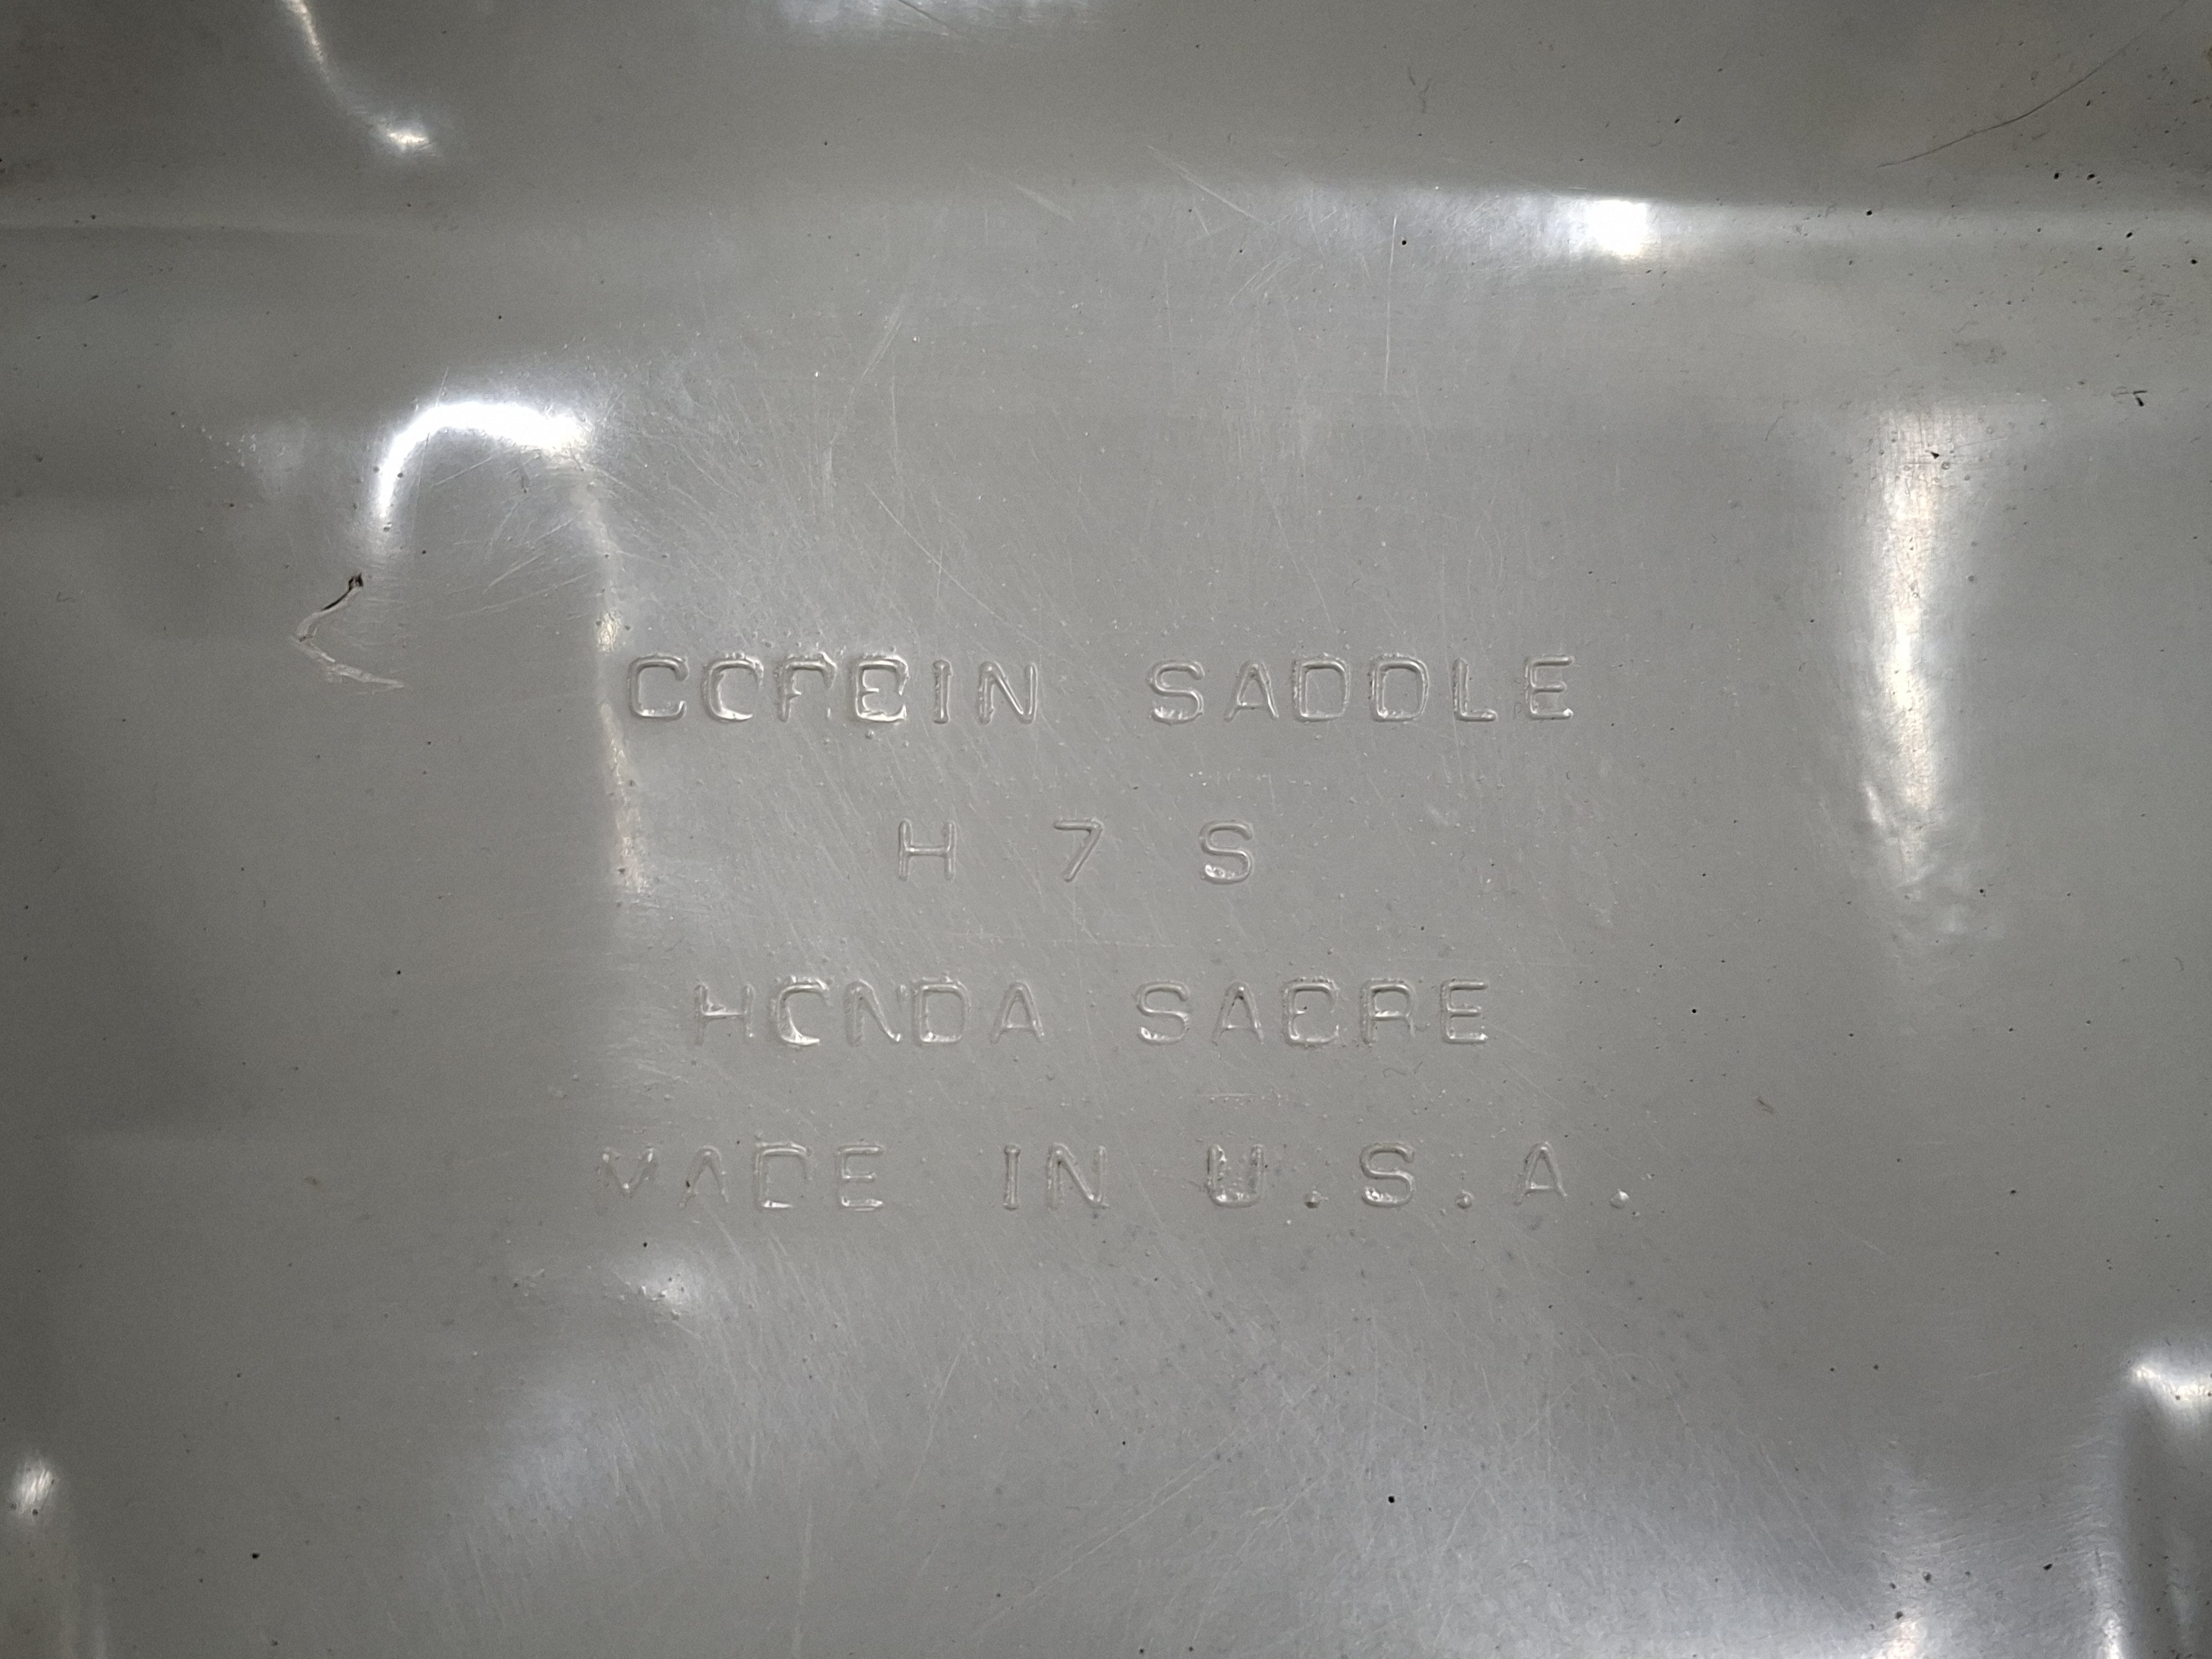 CORBIN SADDLE
H 7 S
HONDA SABRE
MADE IN U.S.A.